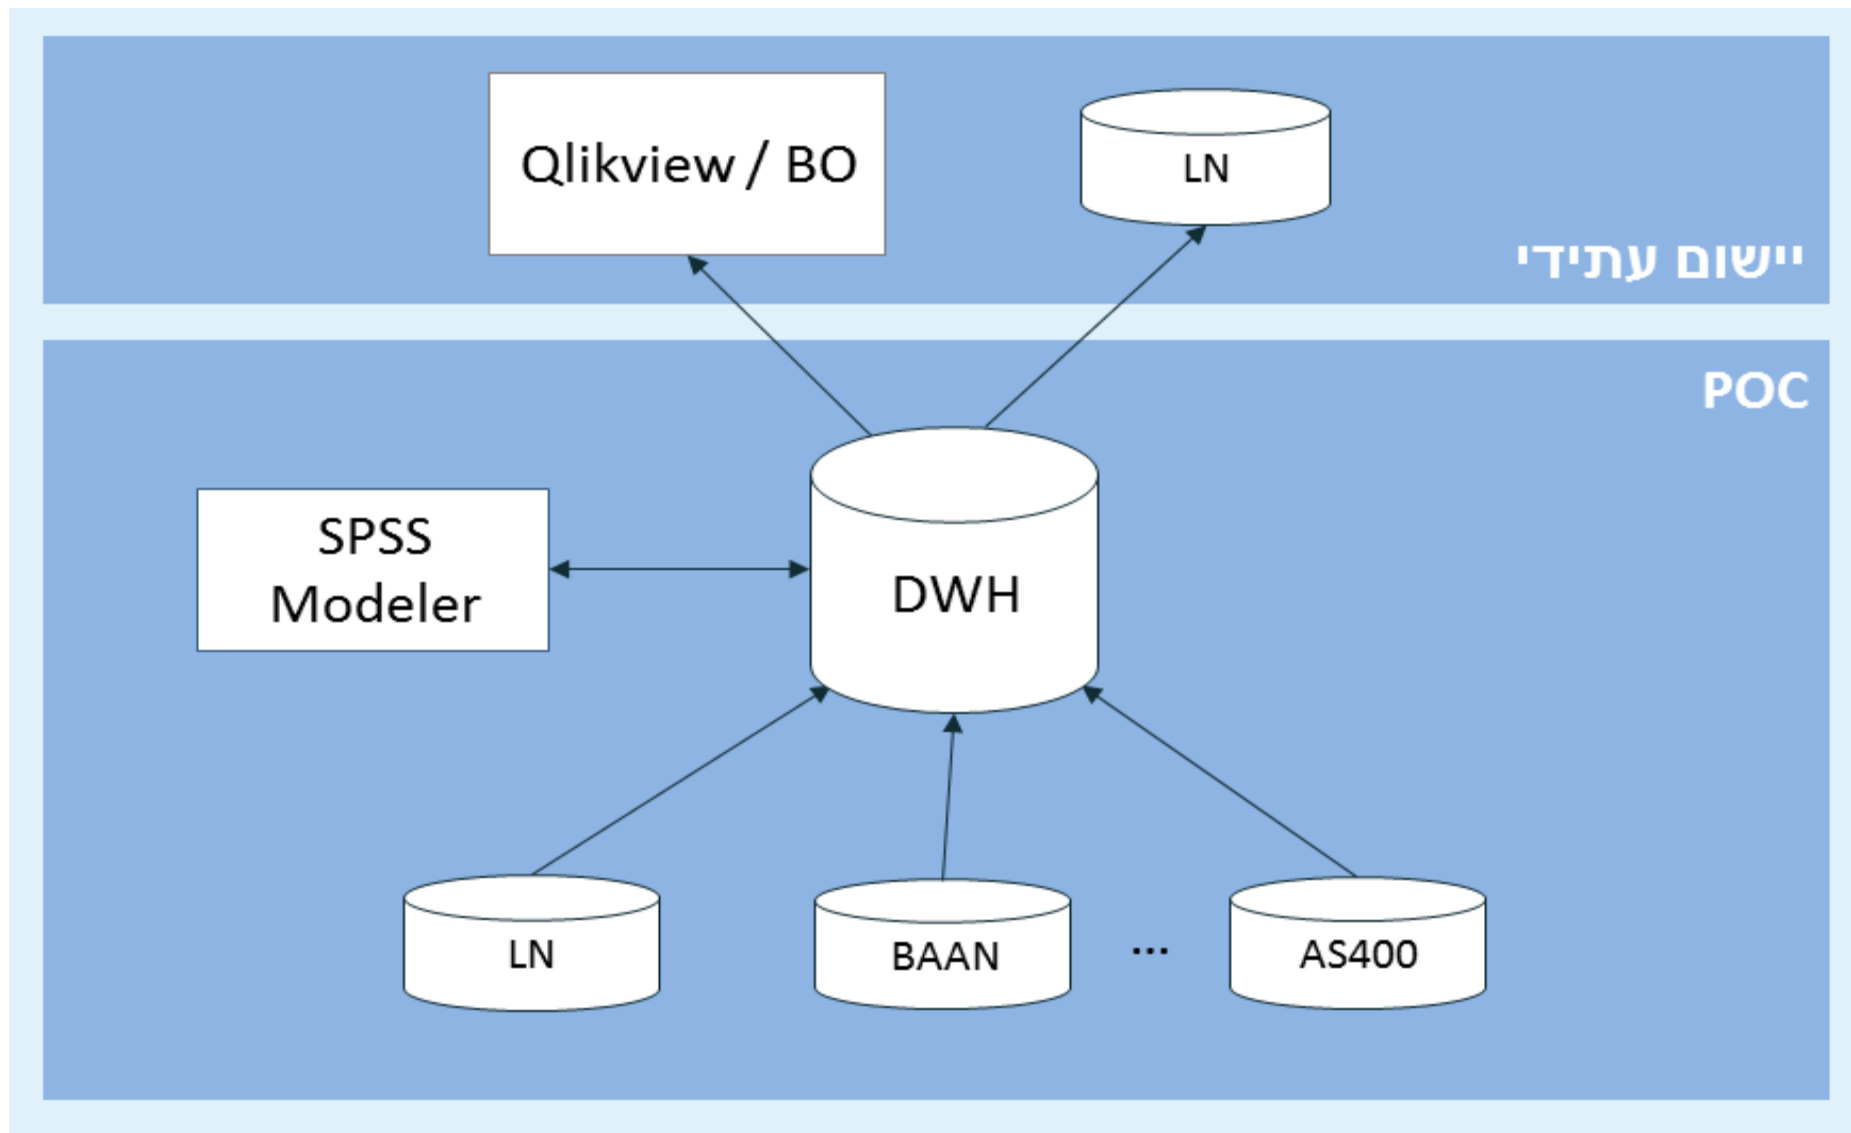 Qlikview / BO
LN
יישום עתידי
POC
SPSS
Modeler
DWH
LN
BAAN
...
AS400